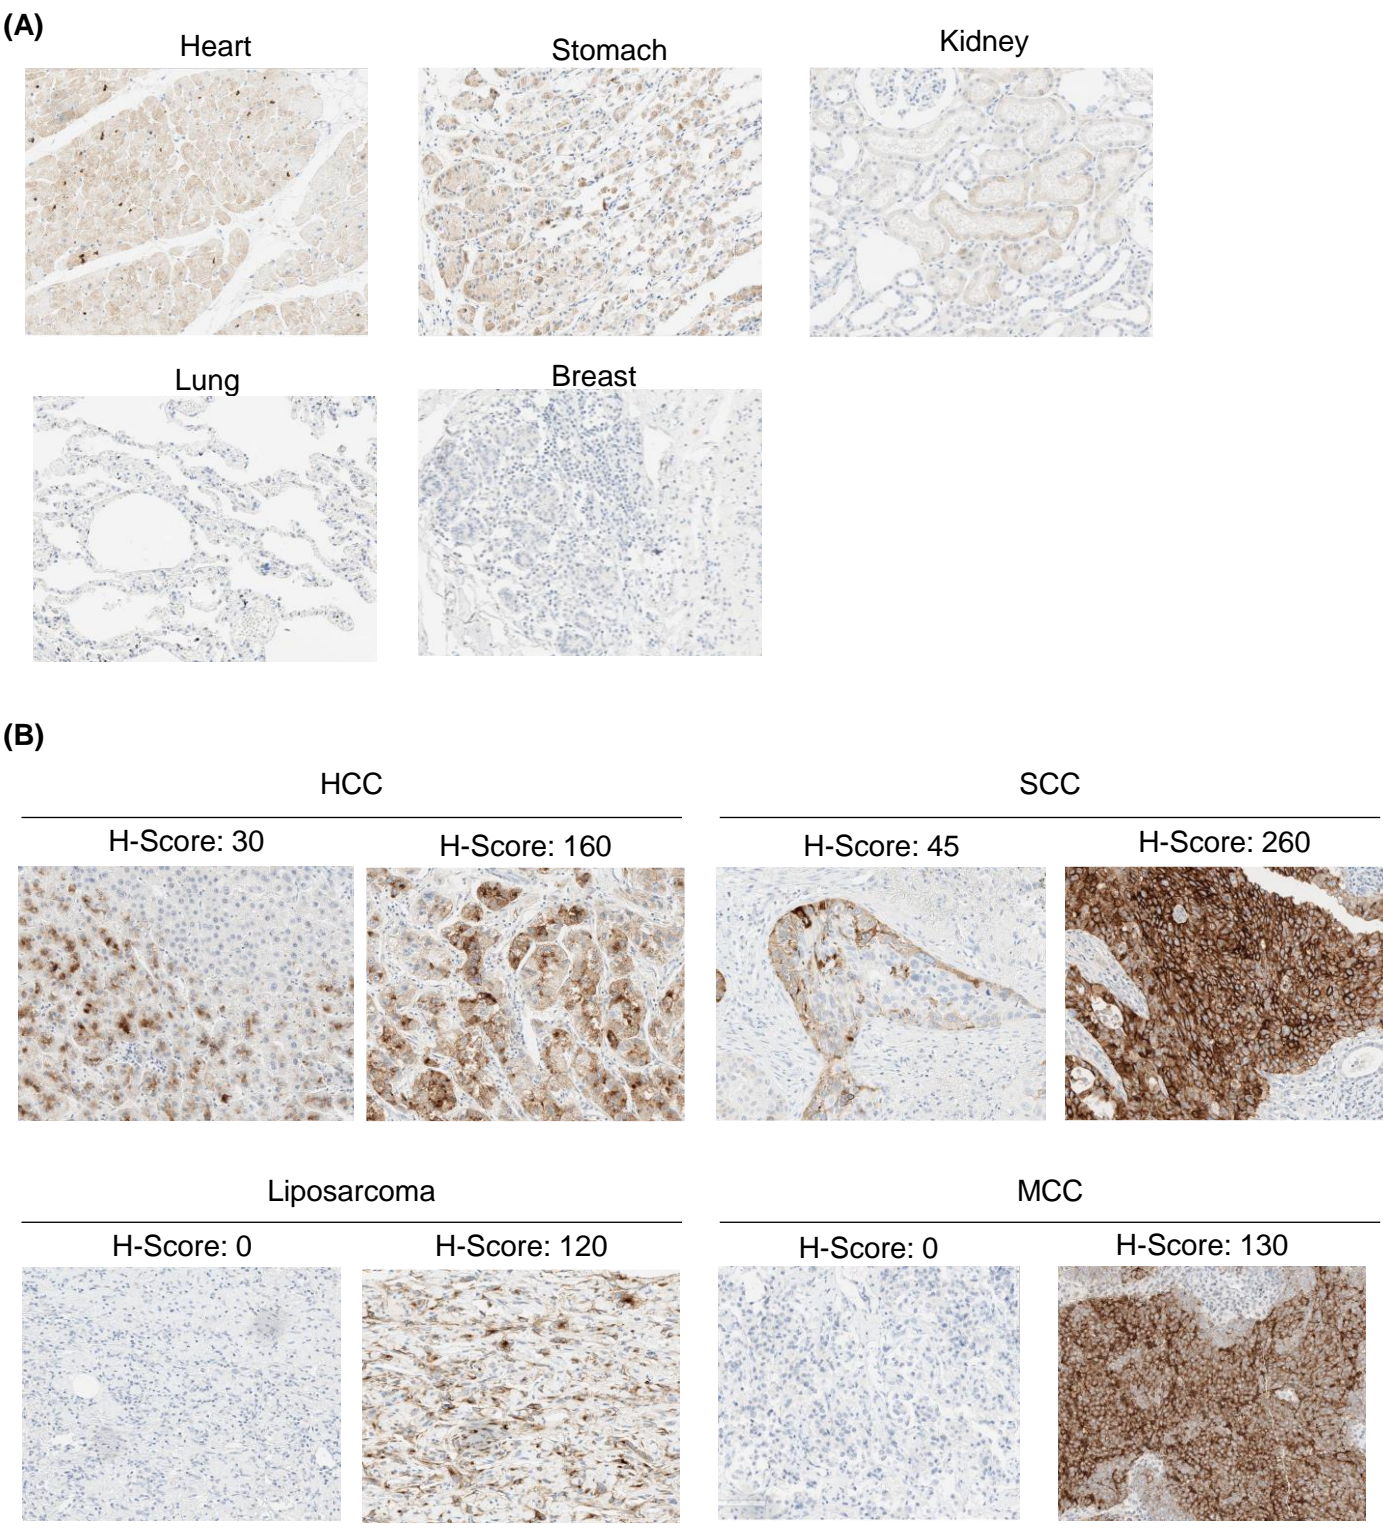 (A)
Heart
Stomach
Kidney
Lung
Breast
(B)
HCC
SCC
H-Score: 30
H-Score: 160
H-Score: 45
H-Score: 260
Liposarcoma
MCC
H-Score: 0
H-Score: 120
H-Score: 0
H-Score: 130